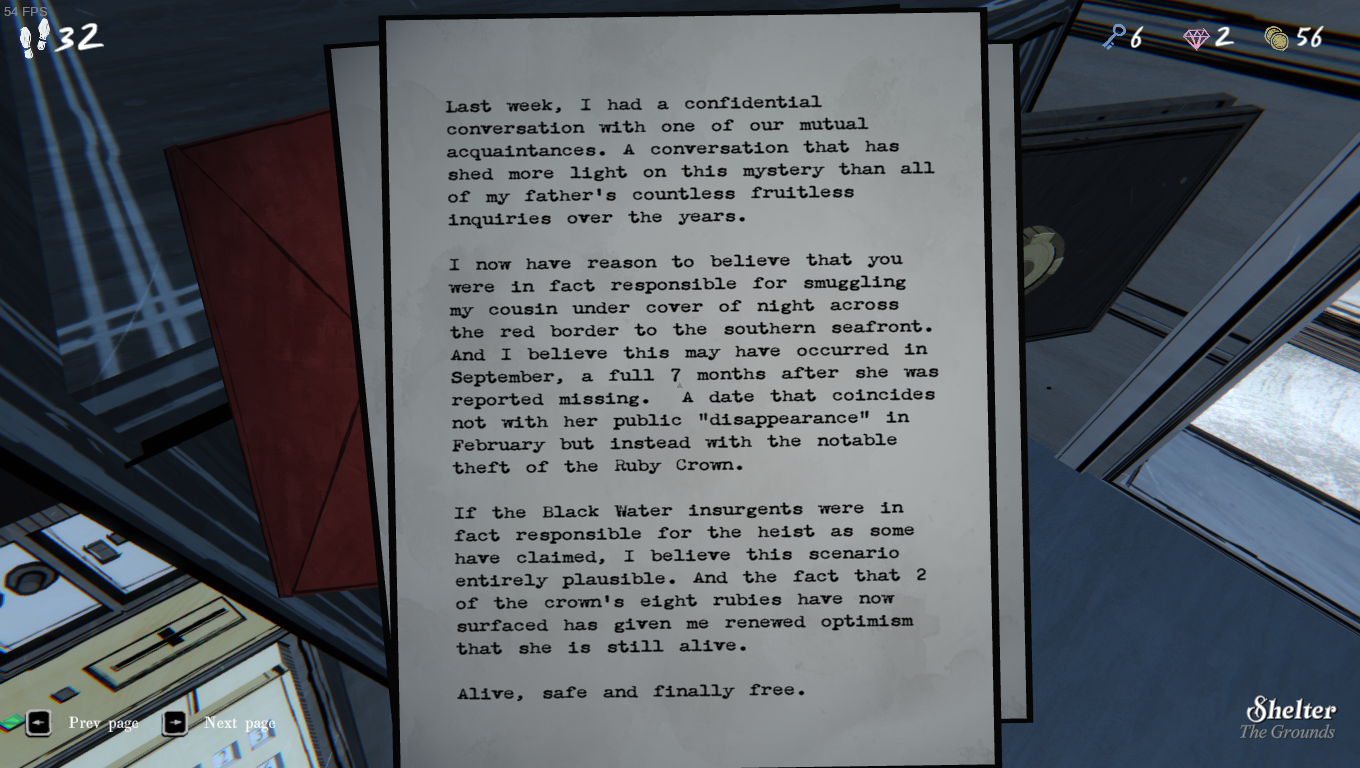 54 FPS
32
6
2
56
Last week, I had a confidential
conversation with one of our mutual
acquaintances. A conversation that has
shed more light on this mystery than all
of my father's countless fruitless
inquiries over the years.
I now have reason to believe that you
were in fact responsible for smuggling
my cousin under cover of night across
the red border to the southern seafront.
And I believe this may have occurred in
September, a full 7 months after she was
reported missing. A date that coincides
not with her public "disappearance" in
February but instead with the notable
theft of the Ruby Crown.
If the Black Water insurgents were in
fact responsible for the heist as some
have claimed, I believe this scenario
entirely plausible. And the fact that 2
of the crown's eight rubies have now
surfaced has given me renewed optimism
that she is still alive.
Alive, safe and finally free.
Prev page
Next page
Shelter
The Grounds